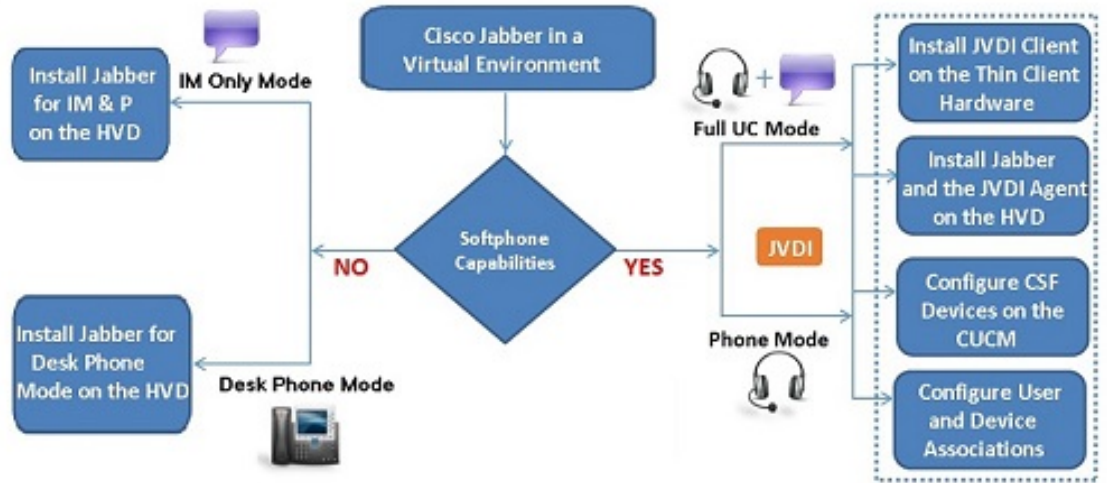 Cisco Jabber in a
Virtual Environment
IM Only Mode
Install Jabber
for IM & P
on the HVD
Softphone
Capabilities
NO
YES
Install Jabber for
Desk Phone
Mode on the HVD
Desk Phone Mode
+
Full UC Mode
JVDI
Phone Mode
Install JVDI Client
on the Thin Client
Hardware
Install Jabber
and the JVDI Agent
on the HVD
Configure CSF
Devices on the
CUCM
Configure User
and Device
Associations